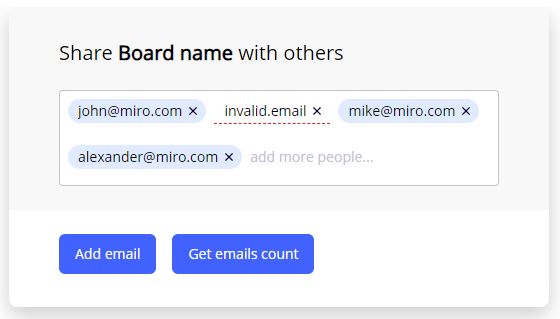 Share Board name with others
john@miro.com × invalid.email × mike@miro.com ×
alexander@miro.com × add more people...
Add email Get emails count